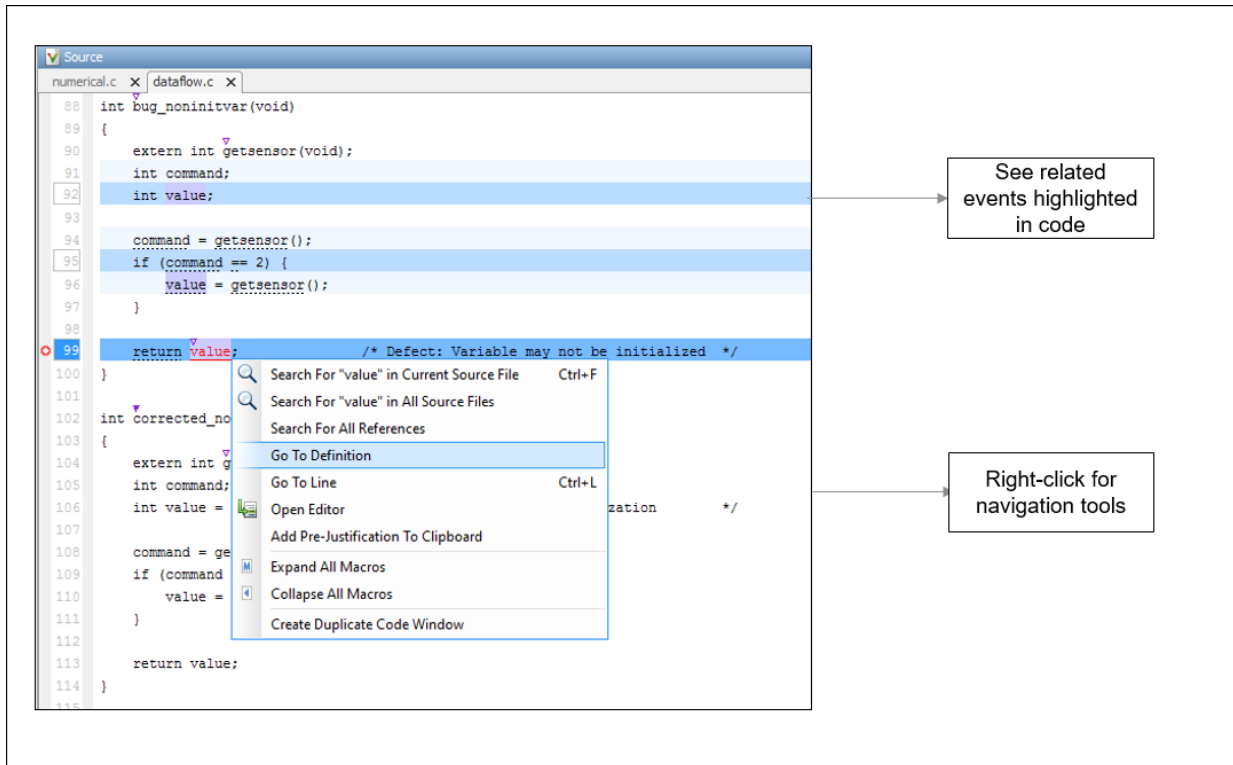 Source
numerical.c X dataflow.c X
88 int bug_noninitvar(void)
89 {
90 extern int getsensor(void);
91 int command;
92 int value;
93
94 command = getsensor();
95 if (command == 2) {
96 value = getsensor();
97 }
98
99 return value; /* Defect: Variable may not be initialized */
100 }
101
102 int corrected_no
103 {
104 extern int g
105 int command;
106 int value = zation */
107
108 command = ge
109 if (command
110 value =
111 }
112
113 return value;
114 }
115
Search For "value" in Current Source File Ctrl+F
Search For "value" in All Source Files
Search For All References
Go To Definition
Go To Line Ctrl+L
Open Editor
Add Pre-Justification To Clipboard
M Expand All Macros
Collapse All Macros
Create Duplicate Code Window
See related
events highlighted
in code
Right-click for
navigation tools